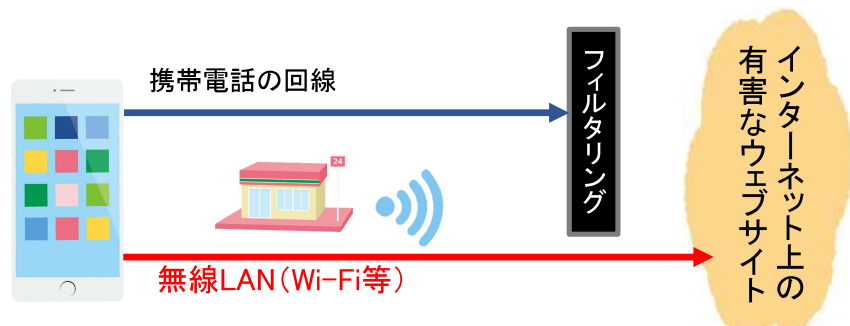 携帯電話の回線
フィルタリング
インターネット上の
有害なウェブサイト
24
無線LAN(Wi-Fi等)